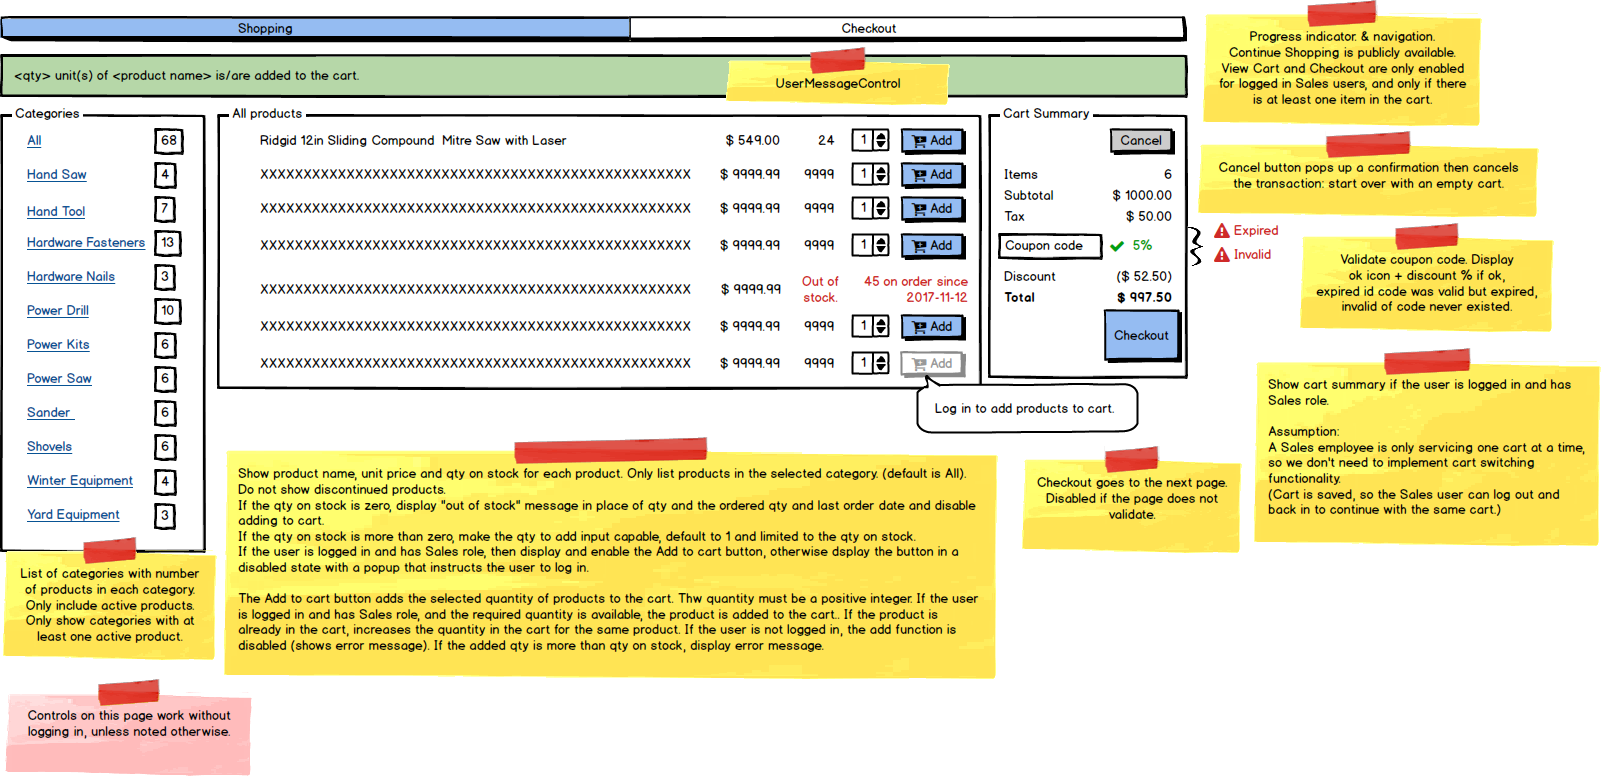 Shopping
Checkout
<qty> unit(s) of <product name> is/are added to the cart.
UserMessageControl
Progress indicator. & navigation.
Continue Shopping is publicly available.
View Cart and Checkout are only enabled
for logged in Sales users, and only if there
is at least one item in the cart.
Categories
All 68
Hand Saw 4
Hand Tool 7
Hardware Fasteners 13
Hardware Nails 3
Power Drill 10
Power Kits 6
Power Saw 6
Sander 6
Shovels 6
Winter Equipment 4
Yard Equipment 3
All products
Ridgid 12in Sliding Compound Mitre Saw with Laser $ 549.00 24 1 Add
XXXXXXXXXXXXXXXXXXXXXXXXXXXXXXXXXXXXXXXXXXXXXXXXXX $ 9999.99 9999 1 Add
XXXXXXXXXXXXXXXXXXXXXXXXXXXXXXXXXXXXXXXXXXXXXXXXXX $ 9999.99 9999 1 Add
XXXXXXXXXXXXXXXXXXXXXXXXXXXXXXXXXXXXXXXXXXXXXXXXXX $ 9999.99 9999 1 Add
XXXXXXXXXXXXXXXXXXXXXXXXXXXXXXXXXXXXXXXXXXXXXXXXXX $ 9999.99 Out of stock. 45 on order since 2017-11-12
XXXXXXXXXXXXXXXXXXXXXXXXXXXXXXXXXXXXXXXXXXXXXXXXXX $ 9999.99 9999 1 Add
XXXXXXXXXXXXXXXXXXXXXXXXXXXXXXXXXXXXXXXXXXXXXXXXXX $ 9999.99 9999 1 Add
Log in to add products to cart.
Cart Summary
Cancel
Items 6
Subtotal $ 1000.00
Tax $ 50.00
Coupon code 5%
Discount ($ 52.50)
Total $ 997.50
Checkout
Expired
Invalid
Cancel button pops up a confirmation then cancels
the transaction: start over with an empty cart.
Validate coupon code. Display
ok icon + discount % if ok,
expired id code was valid but expired,
invalid of code never existed.
Show cart summary if the user is logged in and has
Sales role.
Assumption:
A Sales employee is only servicing one cart at a time,
so we don't need to implement cart switching
functionality.
(Cart is saved, so the Sales user can log out and
back in to continue with the same cart.)
Checkout goes to the next page.
Disabled if the page does not
validate.
Show product name, unit price and qty on stock for each product. Only list products in the selected category. (default is All).
Do not show discontinued products.
If the qty on stock is zero, display "out of stock" message in place of qty and the ordered qty and last order date and disable
adding to cart.
If the qty on stock is more than zero, make the qty to add input capable, default to 1 and limited to the qty on stock.
If the user is logged in and has Sales role, then display and enable the Add to cart button, otherwise dsplay the button in a
disabled state with a popup that instructs the user to log in.
The Add to cart button adds the selected quantity of products to the cart. Thw quantity must be a positive integer. If the user
is logged in and has Sales role, and the required quantity is available, the product is added to the cart.. If the product is
already in the cart, increases the quantity in the cart for the same product. If the user is not logged in, the add function is
disabled (shows error message). If the added qty is more than qty on stock, display error message.
List of categories with number
of products in each category.
Only include active products.
Only show categories with at
least one active product.
Controls on this page work without
logging in, unless noted otherwise.